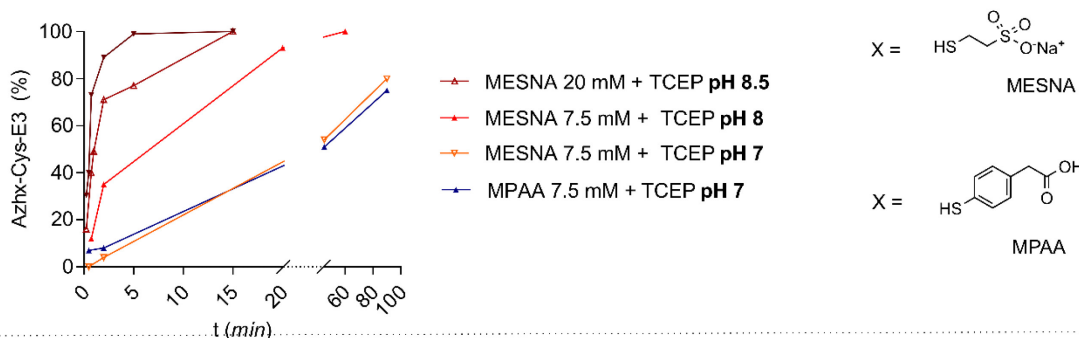 Azhx-Cys-E3 (%)
100
80
60
40
20
0
0
5
10
15
20
60
80
100
t (min)
MESNA 20 mM + TCEP pH 8.5
MESNA 7.5 mM + TCEP pH 8
MESNA 7.5 mM + TCEP pH 7
MPAA 7.5 mM + TCEP pH 7
X =
HS
S
O
O
O-Na+
MESNA
X =
HS
OH
O
MPAA